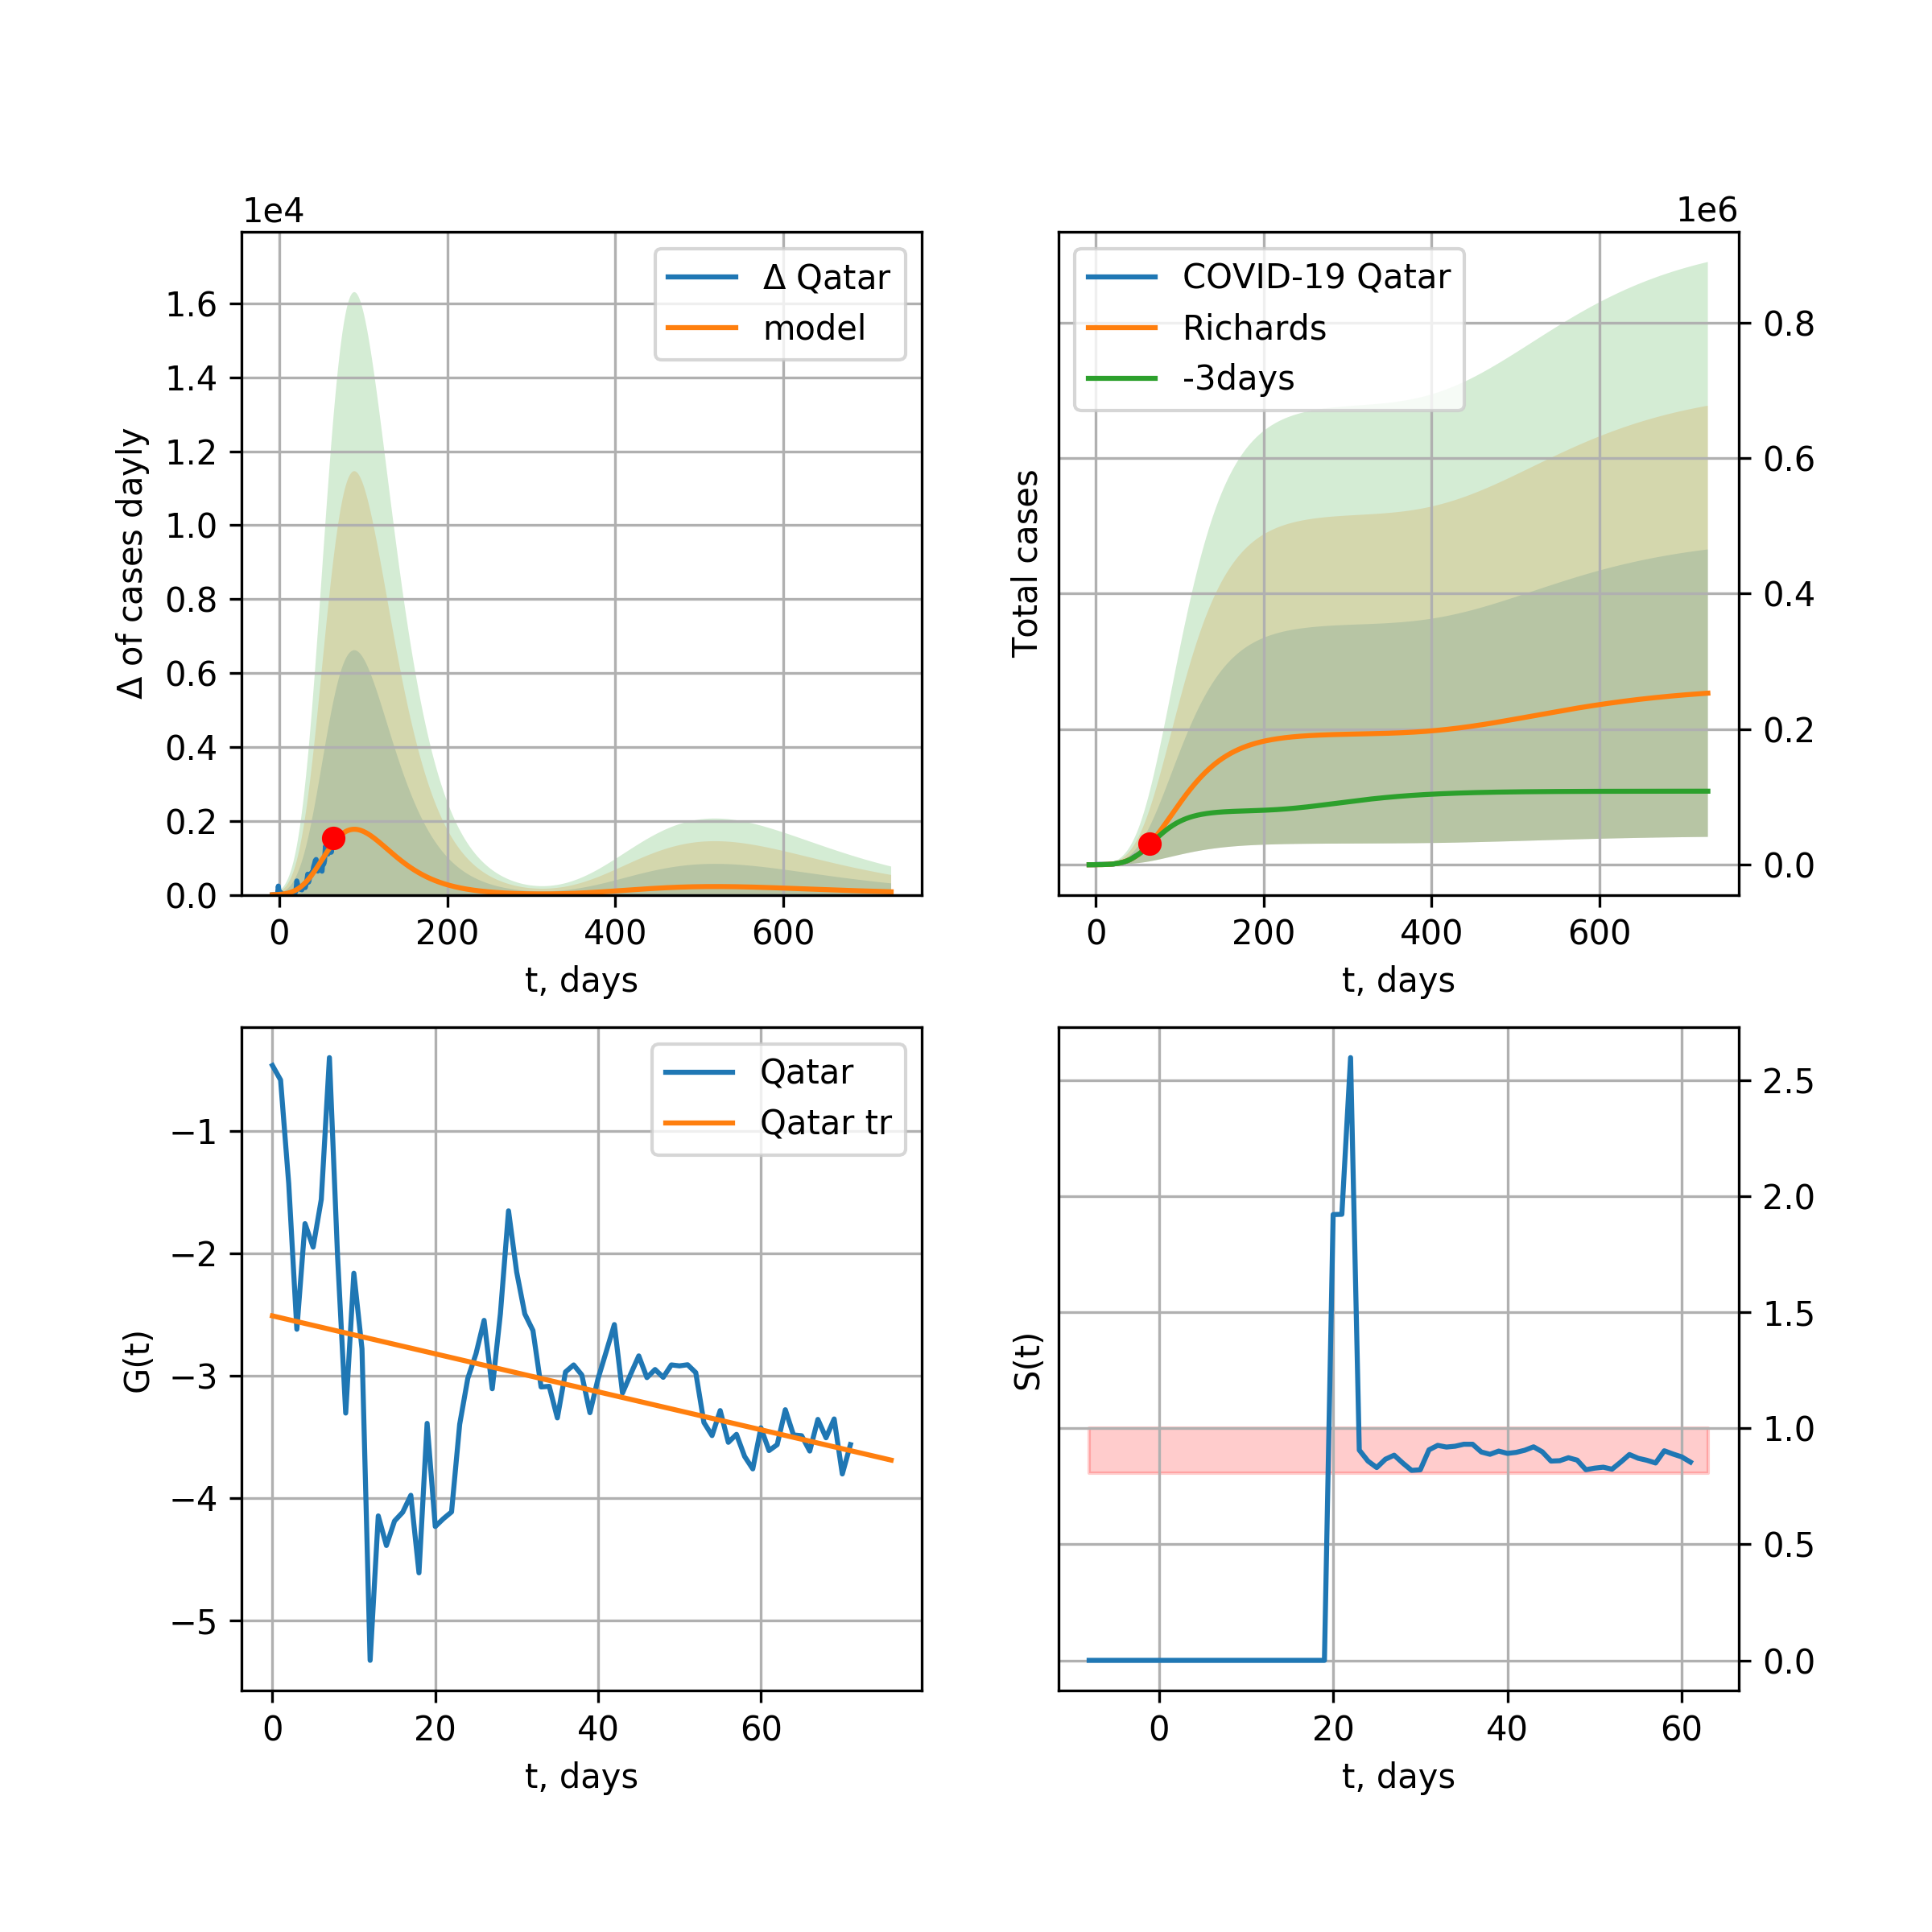 1e4
Δ of cases dayly
1.6
1.4
1.2
1.0
0.8
0.6
0.4
0.2
0.0
0 200 400 600
t, days
Δ Qatar
model
1e6
Total cases
0.8
0.6
0.4
0.2
0.0
0 200 400 600
t, days
COVID-19 Qatar
Richards
-3days
G(t)
−1
−2
−3
−4
−5
0 20 40 60
t, days
Qatar
Qatar tr
S(t)
2.5
2.0
1.5
1.0
0.5
0.0
0 20 40 60
t, days